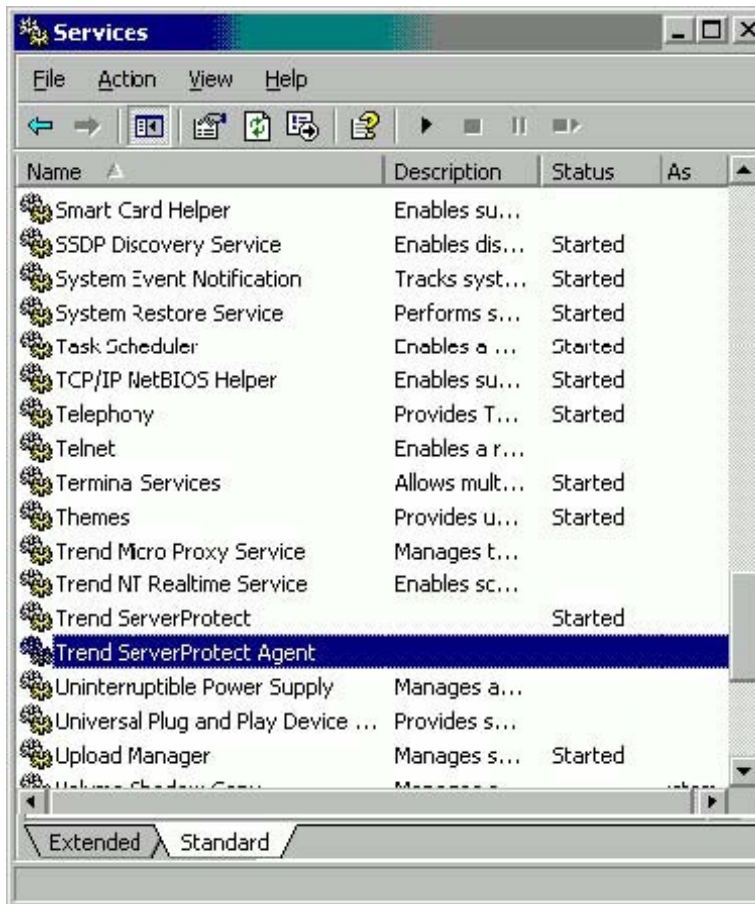 Services
File Action View Help
Name Description Status As
Smart Card Helper Enables su...
SSDP Discovery Service Enables dis... Started
System Event Notification Tracks syst... Started
System Restore Service Performs s... Started
Task Scheduler Enables a ... Started
TCP/IP NetBIOS Helper Enables su... Started
Telephony Provides T... Started
Telnet Enables a r...
Terminal Services Allows mult... Started
Themes Provides u... Started
Trend Micro Proxy Service Manages t...
Trend NT Realtime Service Enables sc...
Trend ServerProtect Started
Trend ServerProtect Agent
Uninterruptible Power Supply Manages a...
Universal Plug and Play Device ... Provides s...
Upload Manager Manages s... Started
Extended Standard